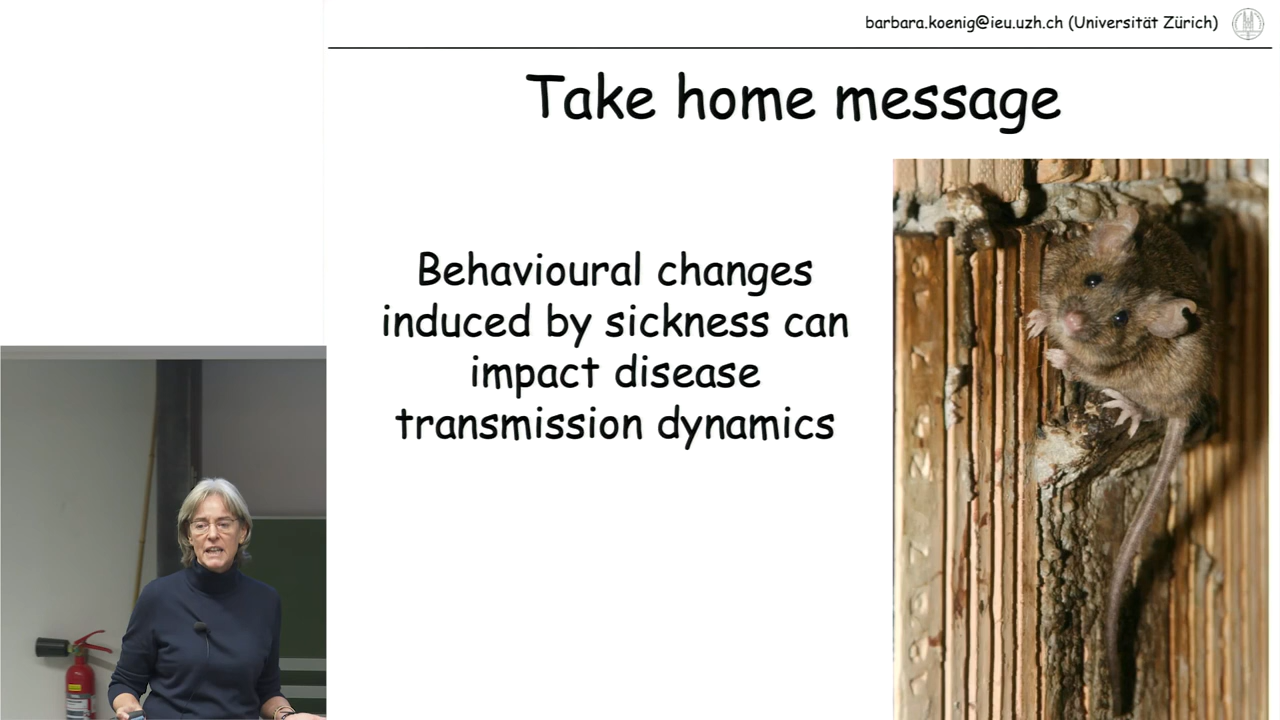 barbara.koenig@ieu.uzh.ch (Universität Zürich)
Take home message
Behavioural changes
induced by sickness can
impact disease
transmission dynamics